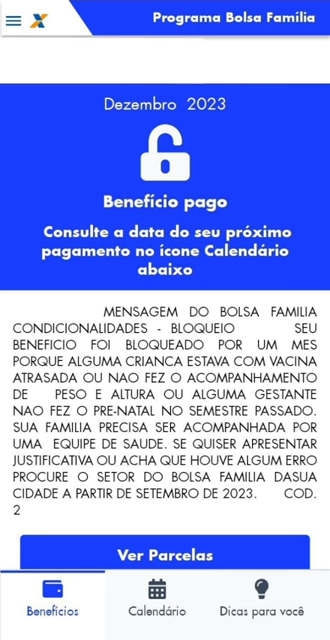 Programa Bolsa Família
Dezembro 2023
Benefício pago
Consulte a data do seu próximo
pagamento no ícone Calendário
abaixo
MENSAGEM DO BOLSA FAMILIA
CONDICIONALIDADES - BLOQUEIO SEU
BENEFICIO FOI BLOQUEADO POR UM MES
PORQUE ALGUMA CRIANCA ESTAVA COM VACINA
ATRASADA OU NAO FEZ O ACOMPANHAMENTO
DE PESO E ALTURA OU ALGUMA GESTANTE
NAO FEZ O PRE-NATAL NO SEMESTRE PASSADO.
SUA FAMILIA PRECISA SER ACOMPANHADA POR
UMA EQUIPE DE SAUDE. SE QUISER APRESENTAR
JUSTIFICATIVA OU ACHA QUE HOUVE ALGUM ERRO
PROCURE O SETOR DO BOLSA FAMILIA DASUA
CIDADE A PARTIR DE SETEMBRO DE 2023. COD.
2
Ver Parcelas
Benefícios
Calendário
Dicas para você